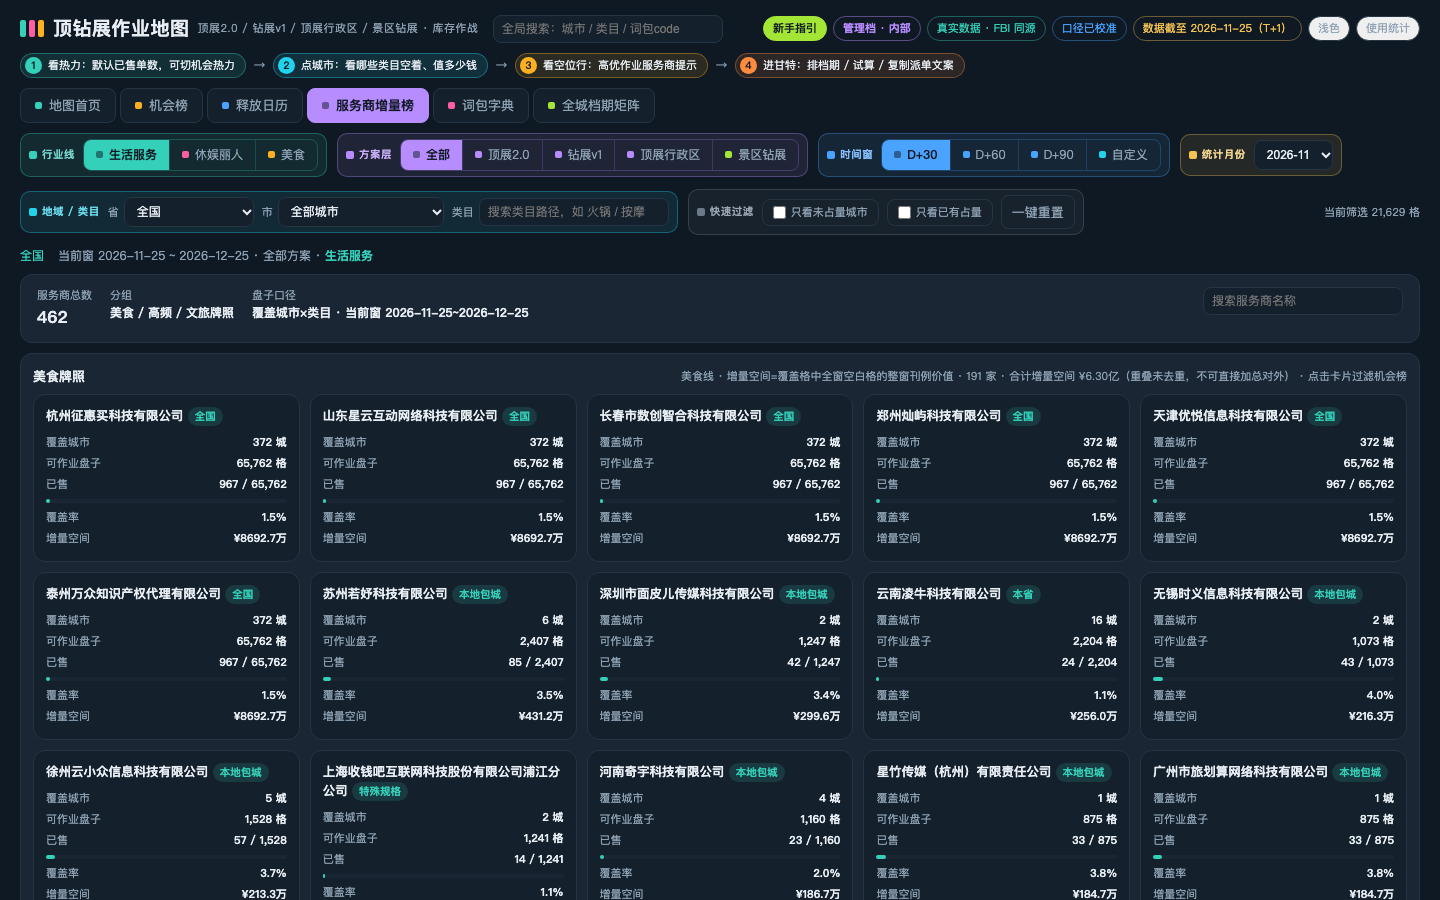 顶钻展作业地图 顶展2.0 / 钻展v1 / 顶展行政区 / 景区钻展 · 库存作战 全局搜索：城市 / 类目 / 词包code 新手指引 管理档 · 内部 真实数据 · FBI 同源 口径已校准 数据截至 2026-11-25（T+1） 浅色 使用统计
1 看热力：默认已售单数，可切机会热力 → 2 点城市：看哪些类目空着、值多少钱 → 3 看空位行：高优作业服务商提示 → 4 进甘特：排档期 / 试算 / 复制派单文案
地图首页 机会榜 释放日历 服务商增量榜 词包字典 全城档期矩阵
行业线 生活服务 休娱丽人 美食 方案层 全部 顶展2.0 钻展v1 顶展行政区 景区钻展 时间窗 D+30 D+60 D+90 自定义 统计月份 2026-11
地域 / 类目 省 全国 市 全部城市 类目 搜索类目路径，如 火锅 / 按摩 快速过滤 只看未占量城市 只看已有占量 一键重置 当前筛选 21,629 格
全国 当前窗 2026-11-25 ~ 2026-12-25 · 全部方案 · 生活服务
服务商总数 分组 盘子口径 搜索服务商名称
462 美食 / 高频 / 文旅牌照 覆盖城市×类目 · 当前窗 2026-11-25~2026-12-25
美食牌照 美食线 · 增量空间=覆盖格中全窗空白格的整窗刊例价值 · 191 家 · 合计增量空间 ¥6.30亿（重叠未去重，不可直接加总对外） · 点击卡片过滤机会榜
杭州征惠买科技有限公司 全国 山东星云互动网络科技有限公司 全国 长春市数创智合科技有限公司 全国 郑州灿屿科技有限公司 全国 天津优悦信息科技有限公司 全国
覆盖城市 372 城 覆盖城市 372 城 覆盖城市 372 城 覆盖城市 372 城 覆盖城市 372 城
可作业盘子 65,762 格 可作业盘子 65,762 格 可作业盘子 65,762 格 可作业盘子 65,762 格 可作业盘子 65,762 格
已售 967 / 65,762 已售 967 / 65,762 已售 967 / 65,762 已售 967 / 65,762 已售 967 / 65,762
覆盖率 1.5% 覆盖率 1.5% 覆盖率 1.5% 覆盖率 1.5% 覆盖率 1.5%
增量空间 ¥8692.7万 增量空间 ¥8692.7万 增量空间 ¥8692.7万 增量空间 ¥8692.7万 增量空间 ¥8692.7万
泰州万众知识产权代理有限公司 全国 苏州若妤科技有限公司 本地包城 深圳市面皮儿传媒科技有限公司 本地包城 云南凌牛科技有限公司 本省 无锡时义信息科技有限公司 本地包城
覆盖城市 372 城 覆盖城市 6 城 覆盖城市 2 城 覆盖城市 16 城 覆盖城市 2 城
可作业盘子 65,762 格 可作业盘子 2,407 格 可作业盘子 1,247 格 可作业盘子 2,204 格 可作业盘子 1,073 格
已售 967 / 65,762 已售 85 / 2,407 已售 42 / 1,247 已售 24 / 2,204 已售 43 / 1,073
覆盖率 1.5% 覆盖率 3.5% 覆盖率 3.4% 覆盖率 1.1% 覆盖率 4.0%
增量空间 ¥8692.7万 增量空间 ¥431.2万 增量空间 ¥299.6万 增量空间 ¥256.0万 增量空间 ¥216.3万
徐州云小众信息科技有限公司 本地包城 上海收钱吧互联网科技股份有限公司浦江分公司 特殊规格 河南奇宇科技有限公司 本地包城 星竹传媒（杭州）有限责任公司 本地包城 广州市旅划算网络科技有限公司 本地包城
覆盖城市 5 城 覆盖城市 2 城 覆盖城市 4 城 覆盖城市 1 城 覆盖城市 1 城
可作业盘子 1,528 格 可作业盘子 1,241 格 可作业盘子 1,160 格 可作业盘子 875 格 可作业盘子 875 格
已售 57 / 1,528 已售 14 / 1,241 已售 23 / 1,160 已售 33 / 875 已售 33 / 875
覆盖率 3.7% 覆盖率 1.1% 覆盖率 2.0% 覆盖率 3.8% 覆盖率 3.8%
增量空间 ¥213.3万 增量空间 ¥186.7万 增量空间 ¥184.7万 增量空间 ¥184.7万